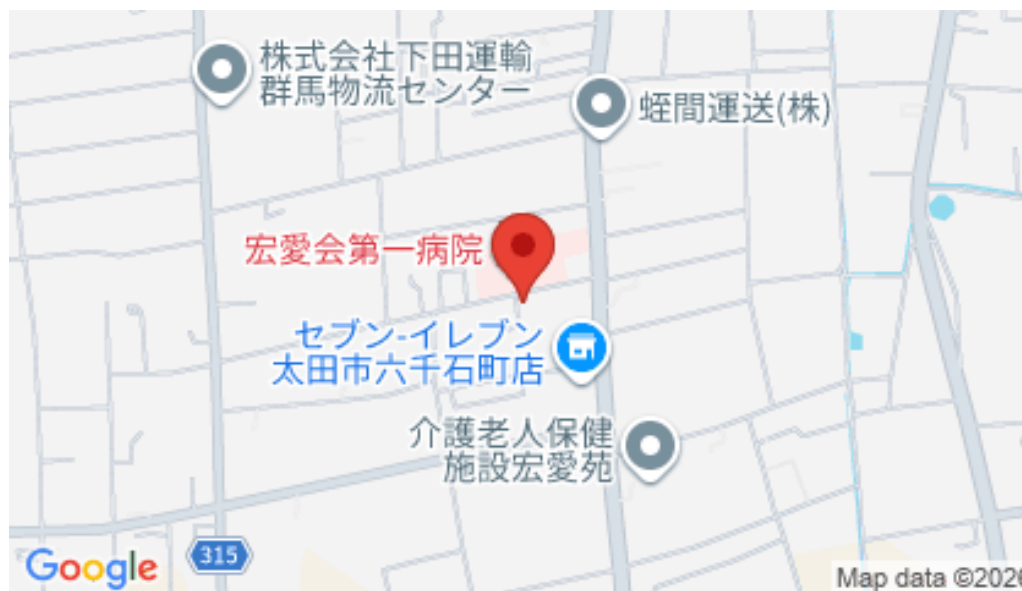 株式会社下田運輸
群馬物流センター
蛭間運送(株)
宏愛会第一病院
セブン-イレブン
太田市六千石町店
介護老人保健
施設宏愛苑
315
Google
Map data ©2026